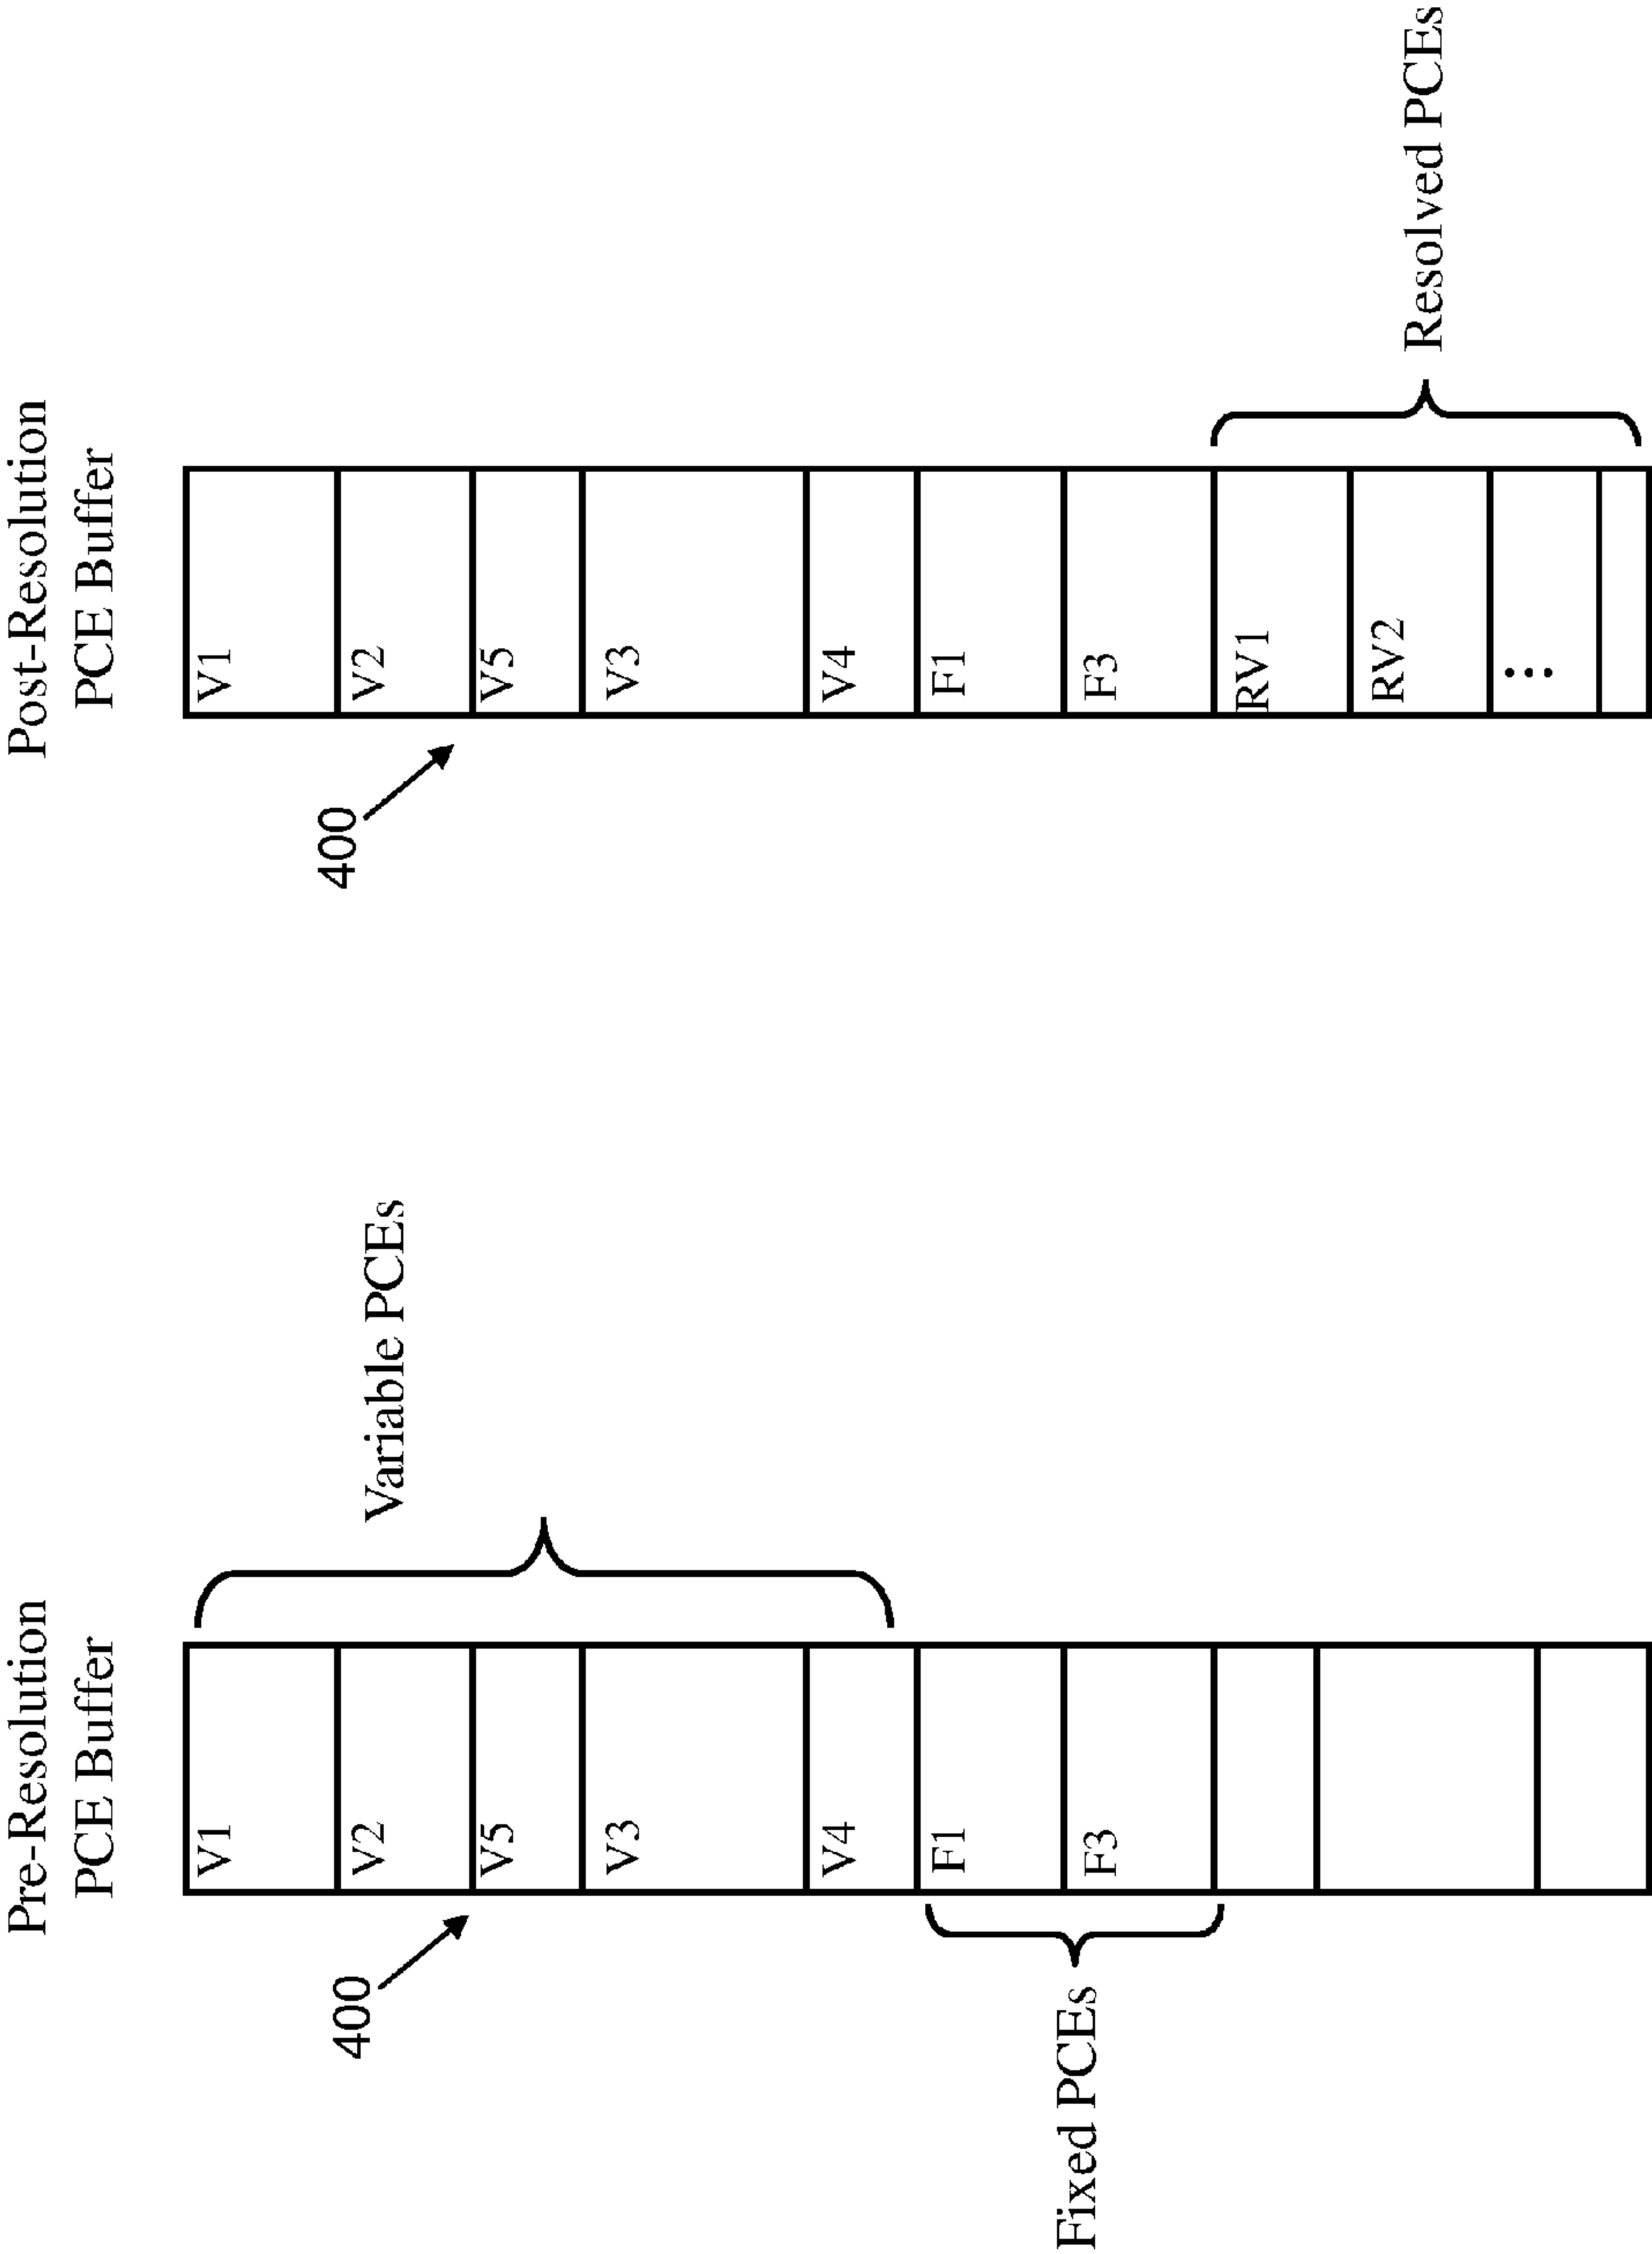 Pre-Resolution
PCE Buffer
400
V1
V2
V5
V3
V4
F1
F3
Variable PCEs
Fixed PCEs
Post-Resolution
PCE Buffer
400
V1
V2
V5
V3
V4
F1
F3
RV1
RV2
...
Resolved PCEs